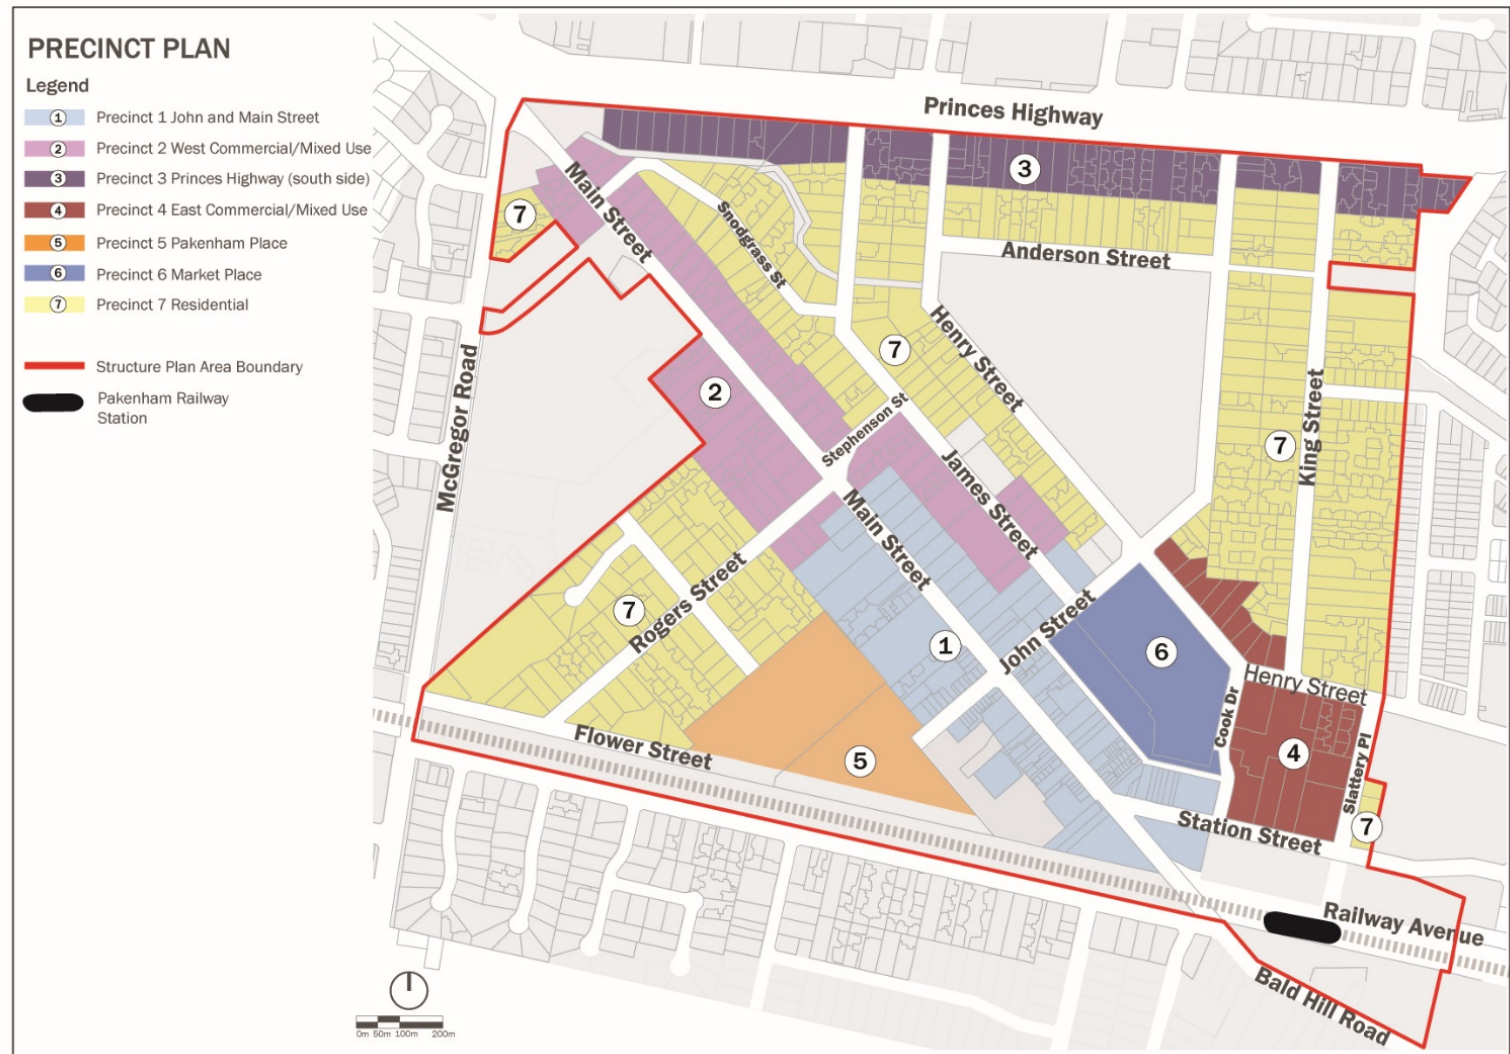 PRECINCT PLAN
Legend
1 Precinct 1 John and Main Street
2 Precinct 2 West Commercial/Mixed Use
3 Precinct 3 Princes Highway (south side)
4 Precinct 4 East Commercial/Mixed Use
5 Precinct 5 Pakenham Place
6 Precinct 6 Market Place
7 Precinct 7 Residential
Structure Plan Area Boundary
Pakenham Railway
Station
Princes Highway
3
Main Street
7
Snodgrass St
Anderson Street
McGregor Road
2
7
Henry Street
King Street
7
Stephenson St
James Street
Main Street
Rogers Street
7
John Street
1
6
Henry Street
Cook Dr
4
Slattery Pl
Flower Street
5
Station Street
7
Railway Avenue
Bald Hill Road
0m 50m 100m 200m